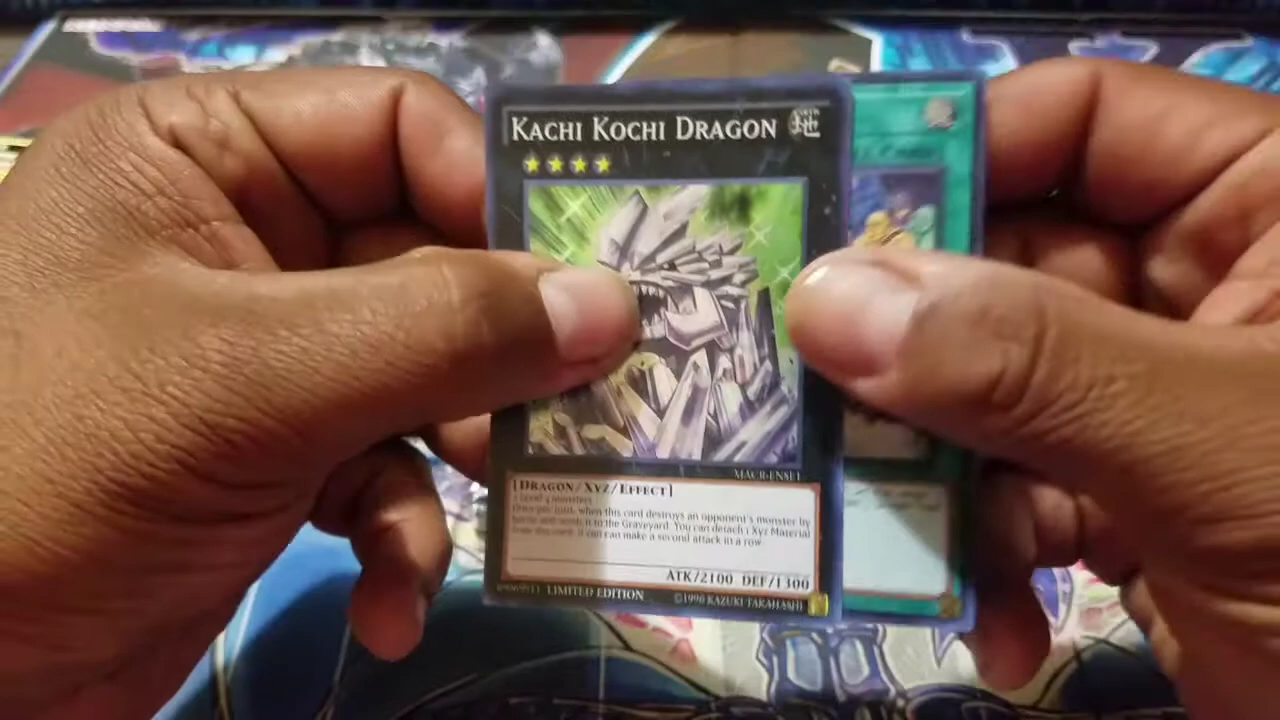 KACHI KOCHI DRAGON 地
MACR-ENSE1
[DRAGON/XYZ/EFFECT]
2 Level 4 monsters
Once per turn, when this card destroys an opponent's monster by
battle and sends it to the Graveyard: You can detach 1 Xyz Material
from this card; it can make a second attack in a row.
ATK/2100 DEF/1300
LIMITED EDITION ©1996 KAZUKI TAKAHASHI